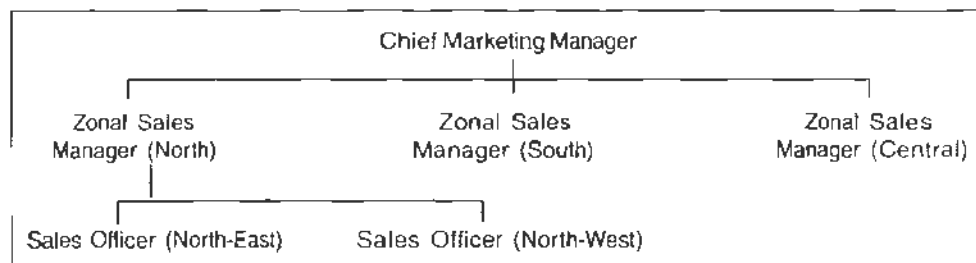 Chief Marketing Manager
Zonal Sales Zonal Sales Zonal Sales
Manager (North) Manager (South) Manager (Central)
Sales Officer (North-East) Sales Officer (North-West)